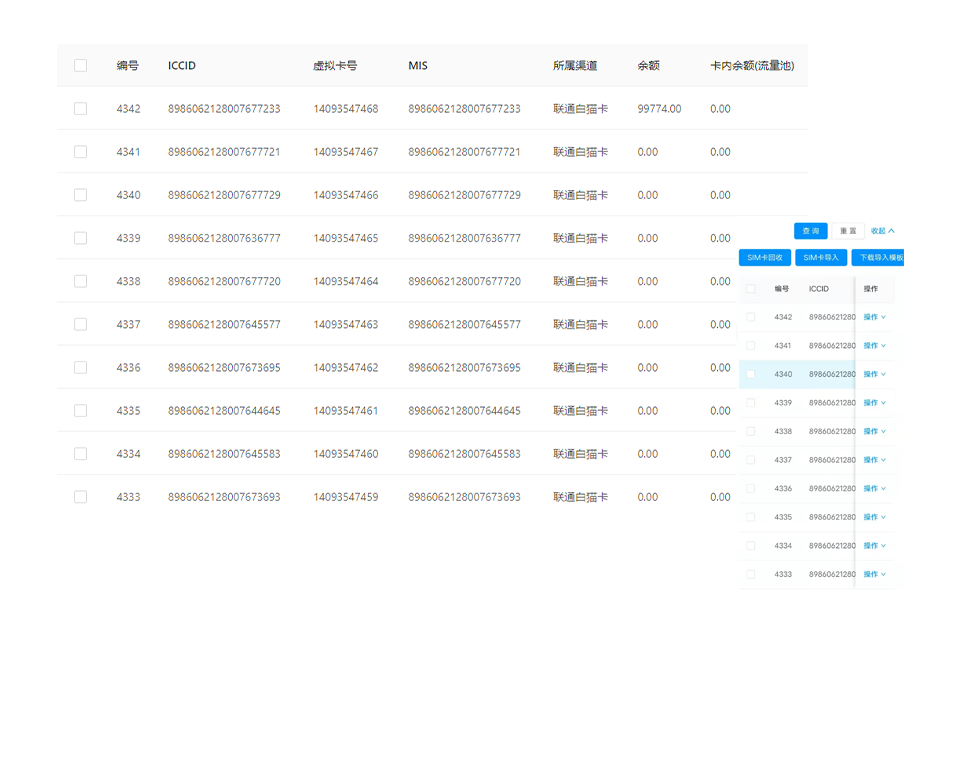 编号 ICCID 虚拟卡号 MIS 所属渠道 余额 卡内余额(流量池)
4342 8986062128007677233 14093547468 8986062128007677233 联通白猫卡 99774.00 0.00
4341 8986062128007677721 14093547467 8986062128007677721 联通白猫卡 0.00 0.00
4340 8986062128007677729 14093547466 8986062128007677729 联通白猫卡 0.00 0.00
4339 8986062128007636777 14093547465 8986062128007636777 联通白猫卡 0.00 0.00
4338 8986062128007677720 14093547464 8986062128007677720 联通白猫卡 0.00 0.00
4337 8986062128007645577 14093547463 8986062128007645577 联通白猫卡 0.00 0.00
4336 8986062128007673695 14093547462 8986062128007673695 联通白猫卡 0.00 0.00
4335 8986062128007644645 14093547461 8986062128007644645 联通白猫卡 0.00 0.00
4334 8986062128007645583 14093547460 8986062128007645583 联通白猫卡 0.00 0.00
4333 8986062128007673693 14093547459 8986062128007673693 联通白猫卡 0.00 0.00
查询 重置 收起
SIM卡回收 SIM卡导入 下载导入模板
编号 ICCID 操作
4342 89860621280 操作
4341 89860621280 操作
4340 89860621280 操作
4339 89860621280 操作
4338 89860621280 操作
4337 89860621280 操作
4336 89860621280 操作
4335 89860621280 操作
4334 89860621280 操作
4333 89860621280 操作